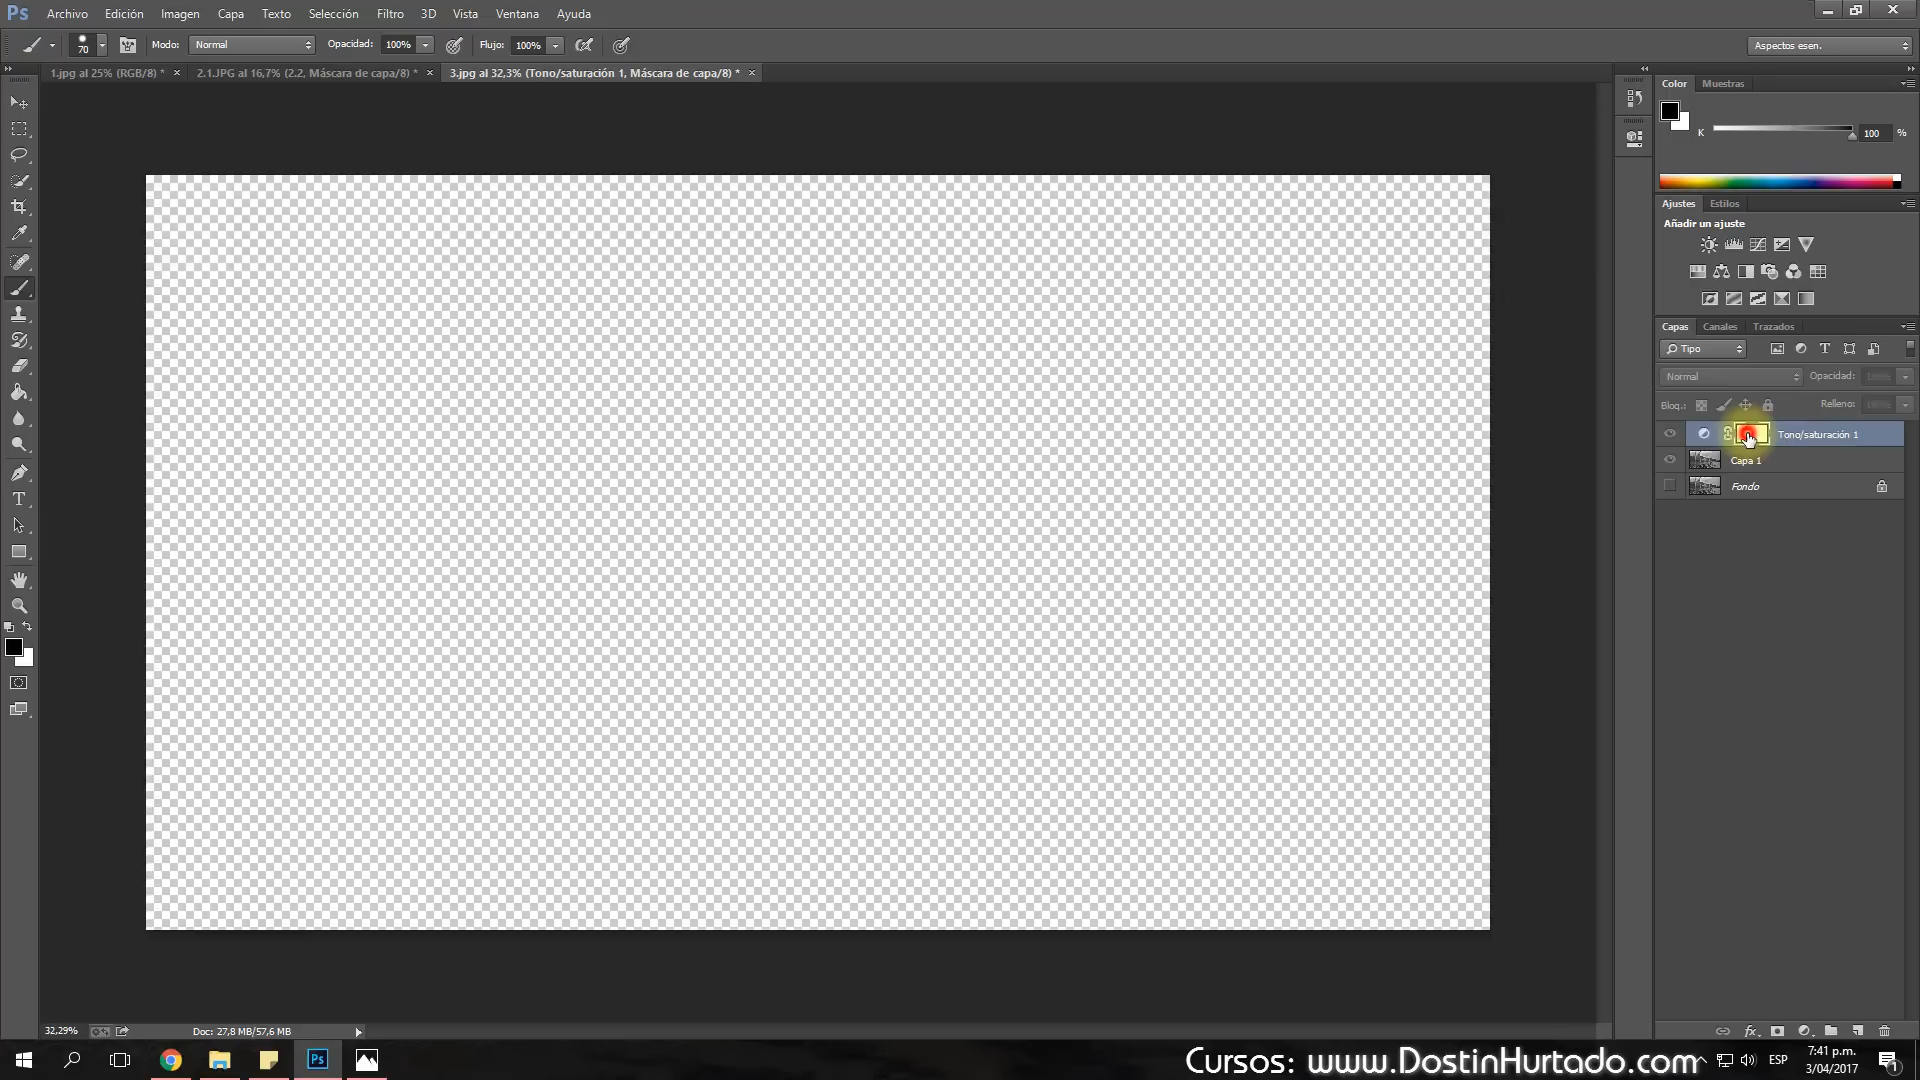 Ps Archivo Edición Imagen Capa Texto Selección Filtro 3D Vista Ventana Ayuda
70 Modo: Normal Opacidad: 100% Flujo: 100% Aspectos esen.
1.jpg al 25% (RGB/8) * × 2.1.JPG al 16,7% (2.2, Máscara de capa/8) * × 3.jpg al 32,3% (Tono/saturación 1, Máscara de capa/8) * ×
Color Muestras
K 100 %
Ajustes Estilos
Añadir un ajuste
Capas Canales Trazados
Tipo
Normal Opacidad:
Bloq.: Relleno:
Tono/saturación 1
Capa 1
Fondo
32,29% Doc: 27,8 MB/57,6 MB
Cursos: www.DostinHurtado.com
Ps
ESP
7:41 p.m.
3/04/2017
1